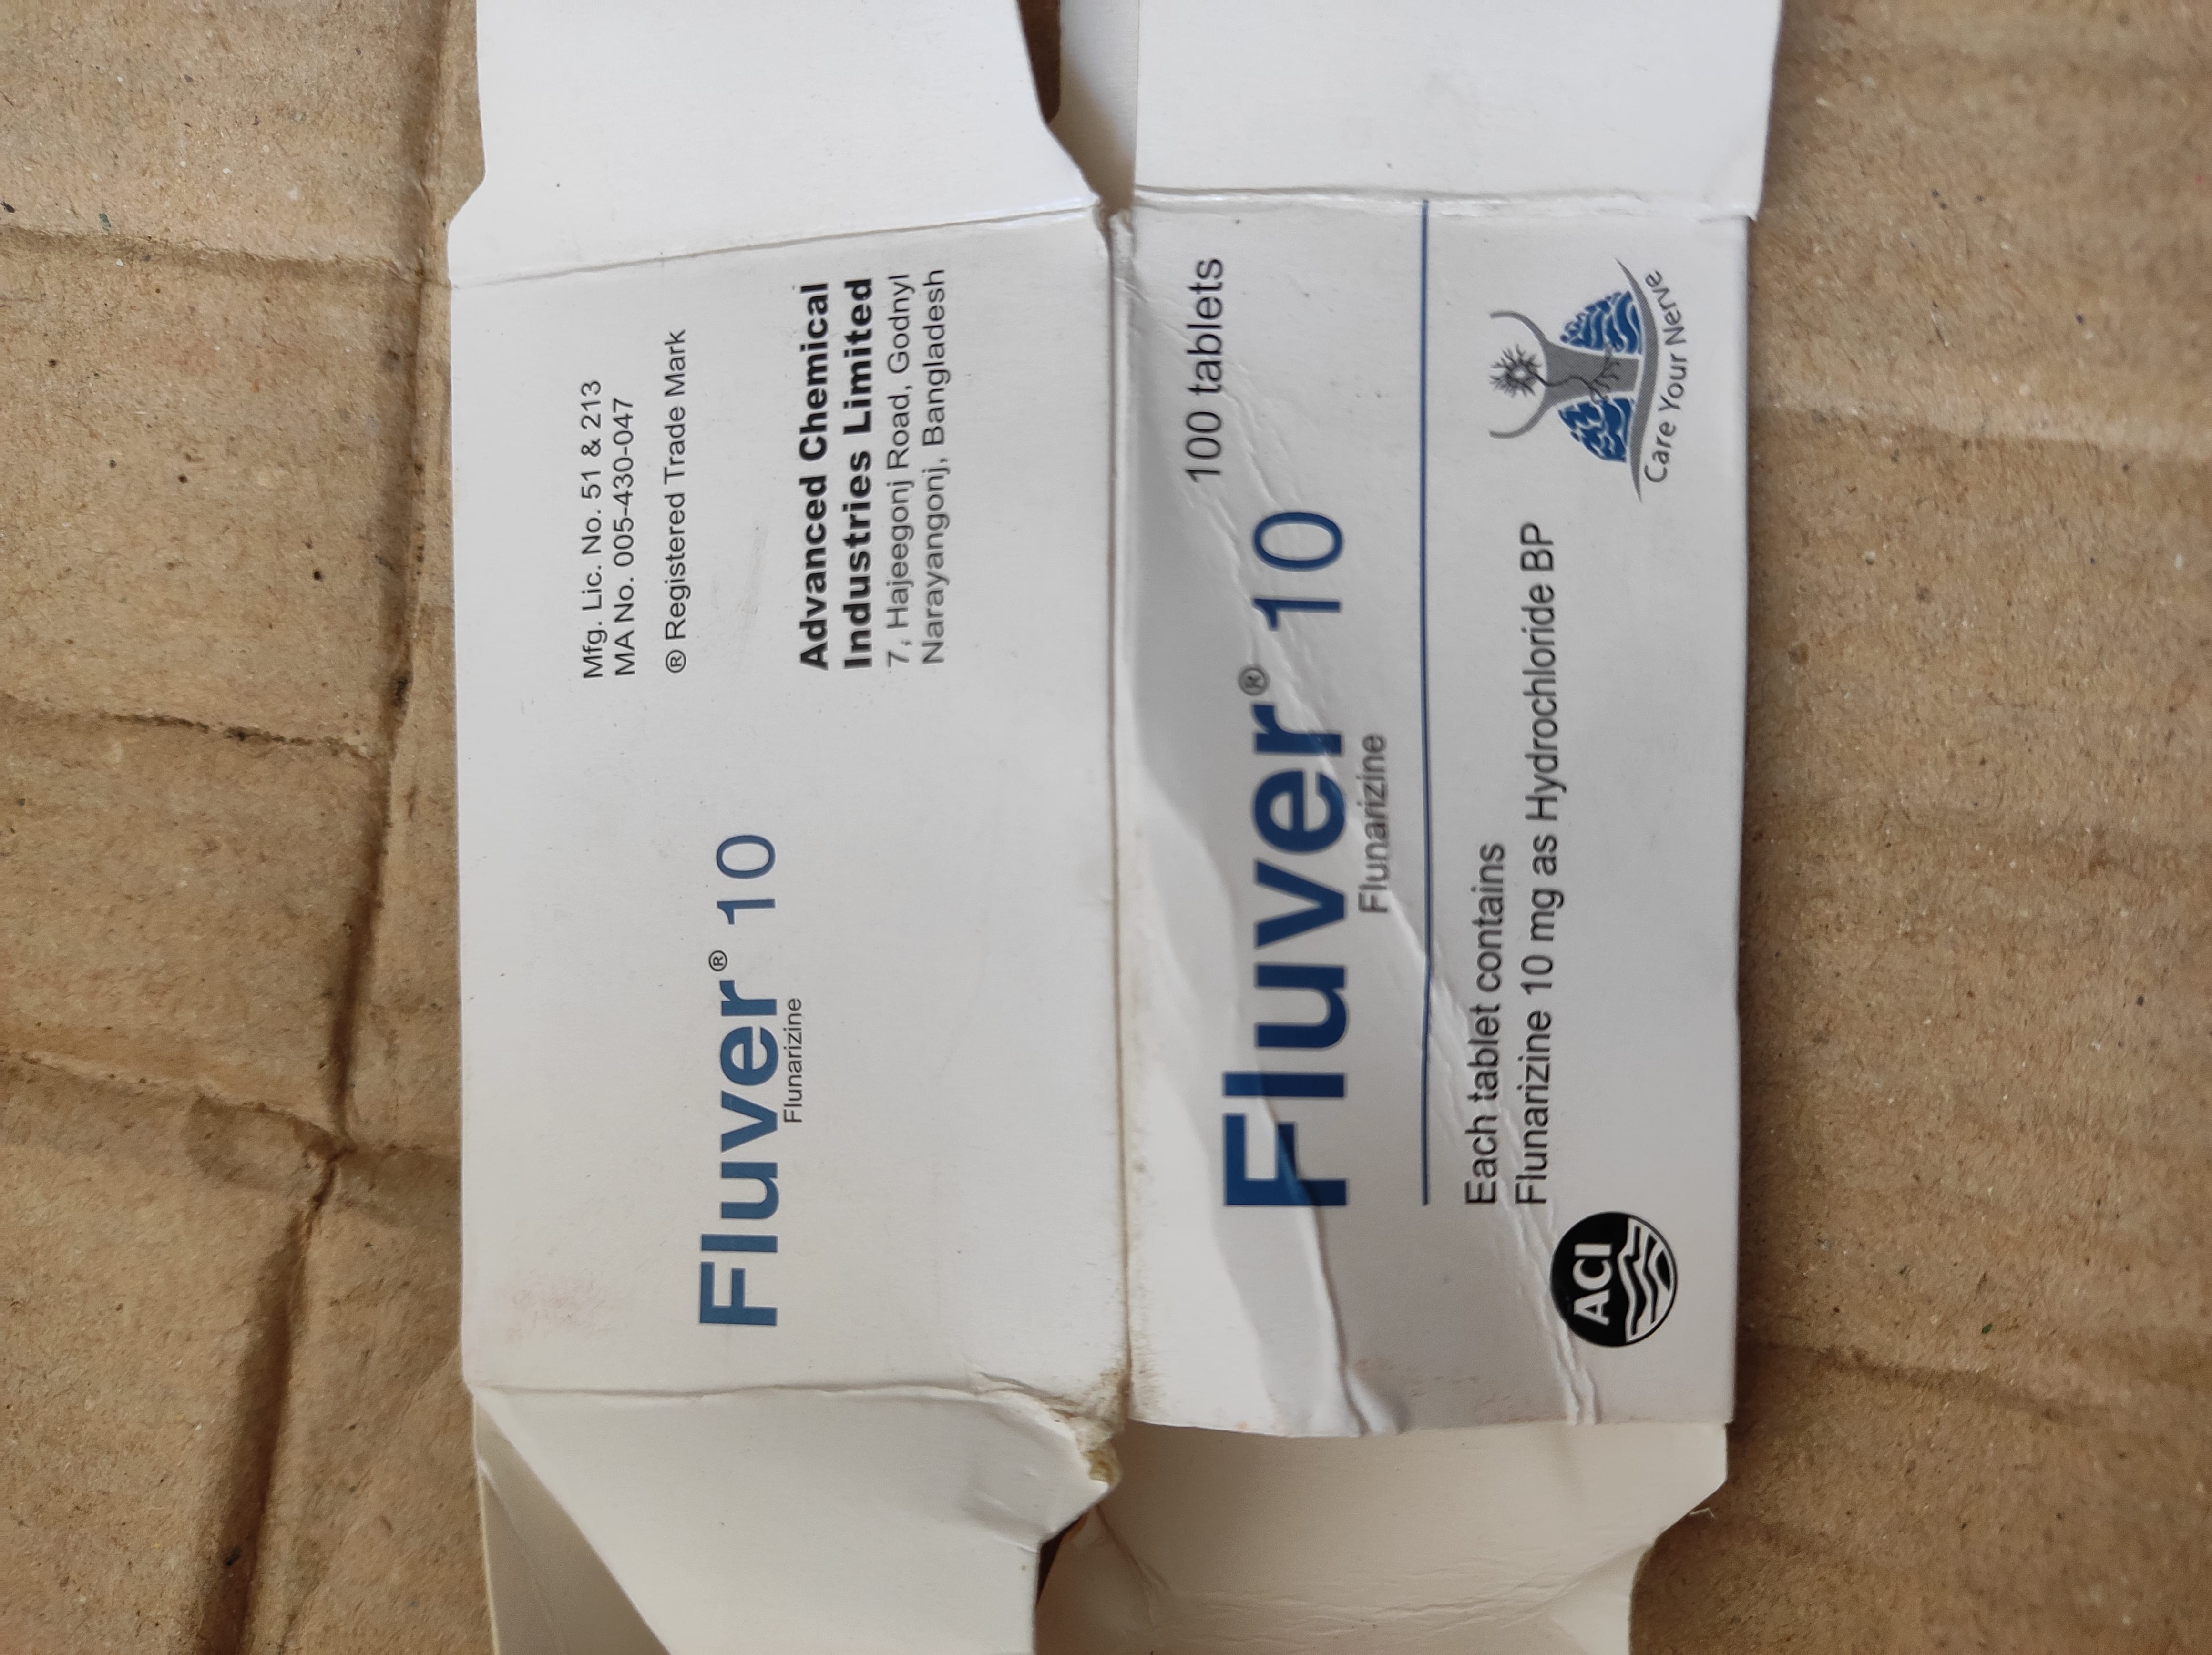 Mfg. Lic. No. 51 & 213
MA No. 005-430-047
® Registered Trade Mark
Fluver® 10
Flunarizine
Advanced Chemical
Industries Limited
7, Hajeegonj Road, Godnyl
Narayangonj, Bangladesh
100 tablets
Fluver® 10
Flunarizine
Each tablet contains
Flunarizine 10 mg as Hydrochloride BP
ACI
Care Your Nerve